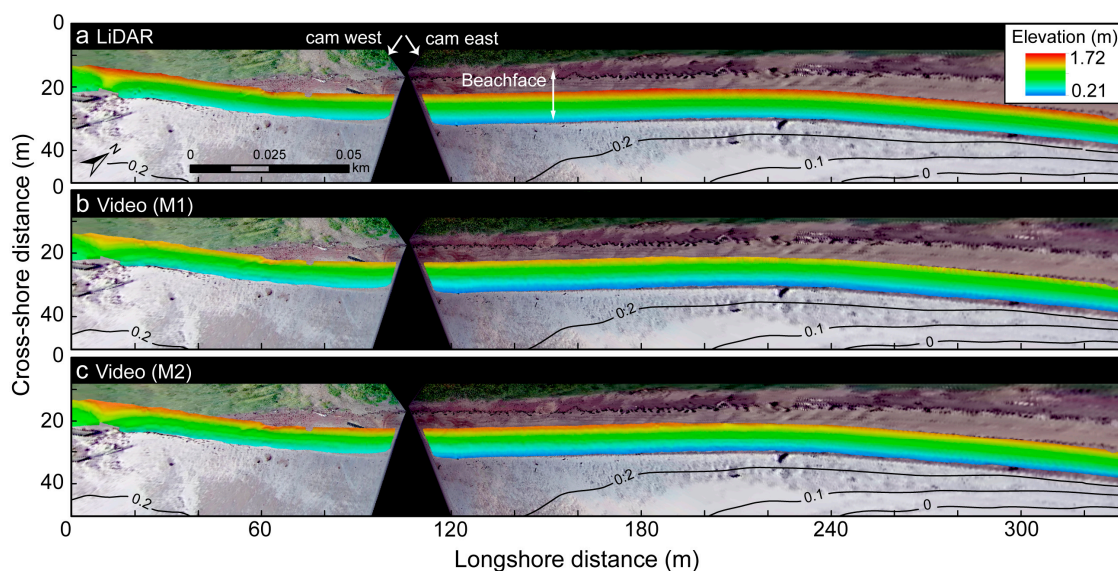 0
a LiDAR
cam west
cam east
Elevation (m)
1.72
0.21
Beachface
20
40
0
0.025
0.05
km
N
0.2
0.2
0.1
0
0
b Video (M1)
20
40
0.2
0.2
0.1
0
0
c Video (M2)
20
40
0.2
0.2
0.1
0
Cross-shore distance (m)
0
60
120
180
240
300
Longshore distance (m)